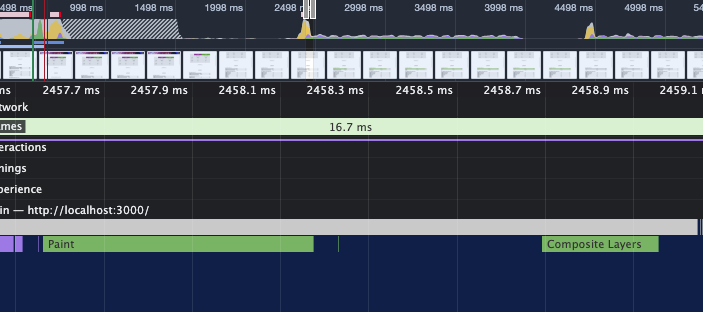 498 ms 998 ms 1498 ms 1998 ms 2498 ms 2998 ms 3498 ms 3998 ms 4498 ms 4998 ms 54
ms 2457.7 ms 2457.9 ms 2458.1 ms 2458.3 ms 2458.5 ms 2458.7 ms 2458.9 ms 2459.1 m
twork
ames 16.7 ms
eractions
nings
perience
in — http://localhost:3000/
Paint Composite Layers